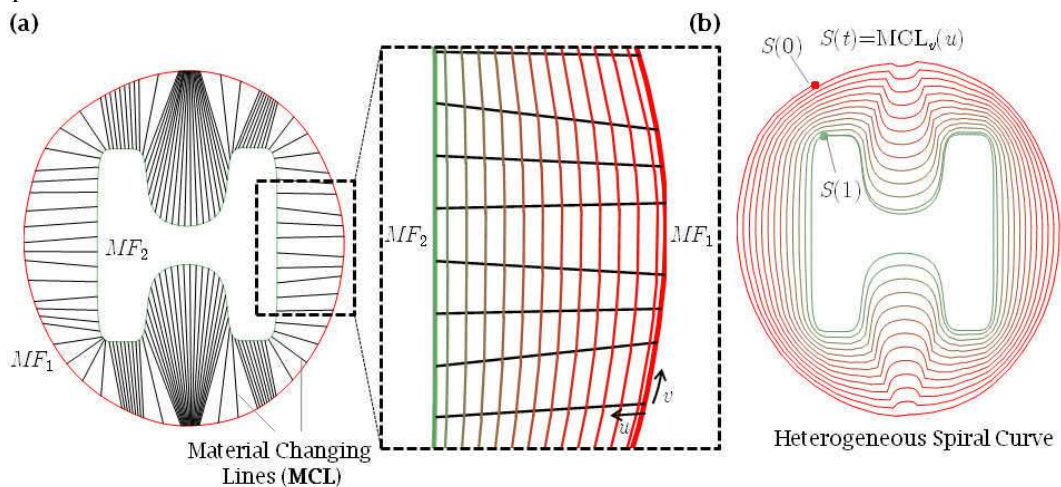 (a)
MF₂
MF₁
Material Changing
Lines (MCL)
MF₂
MF₁
v
u
(b)
S(0)
S(t)=MCLᵥ(u)
S(1)
Heterogeneous Spiral Curve